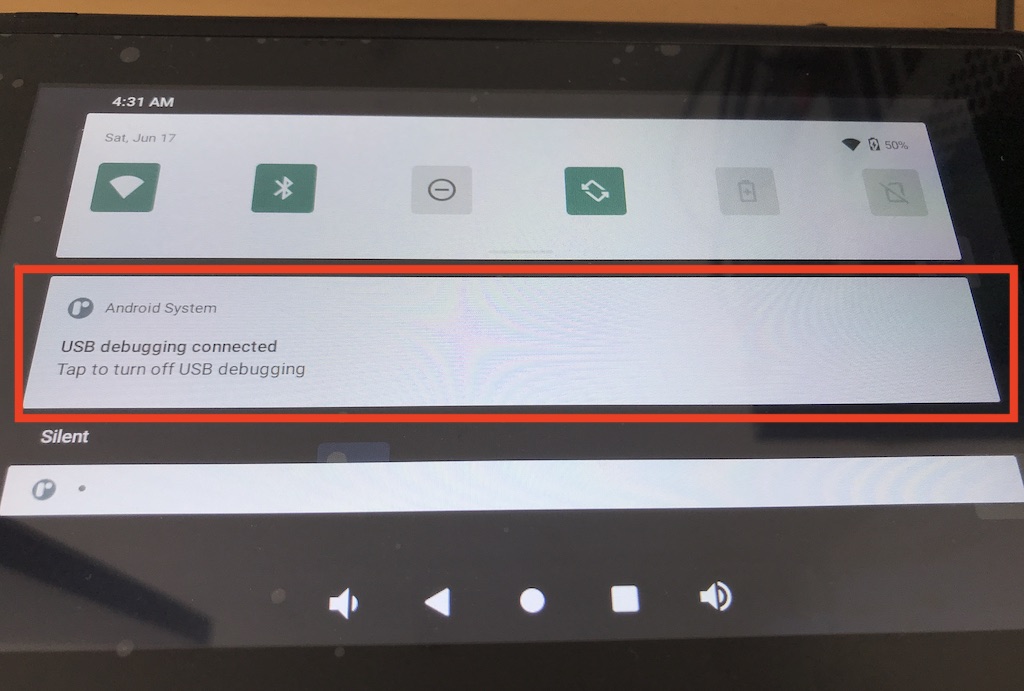 4:31 AM
Sat, Jun 17
50%
Android System
USB debugging connected
Tap to turn off USB debugging
Silent